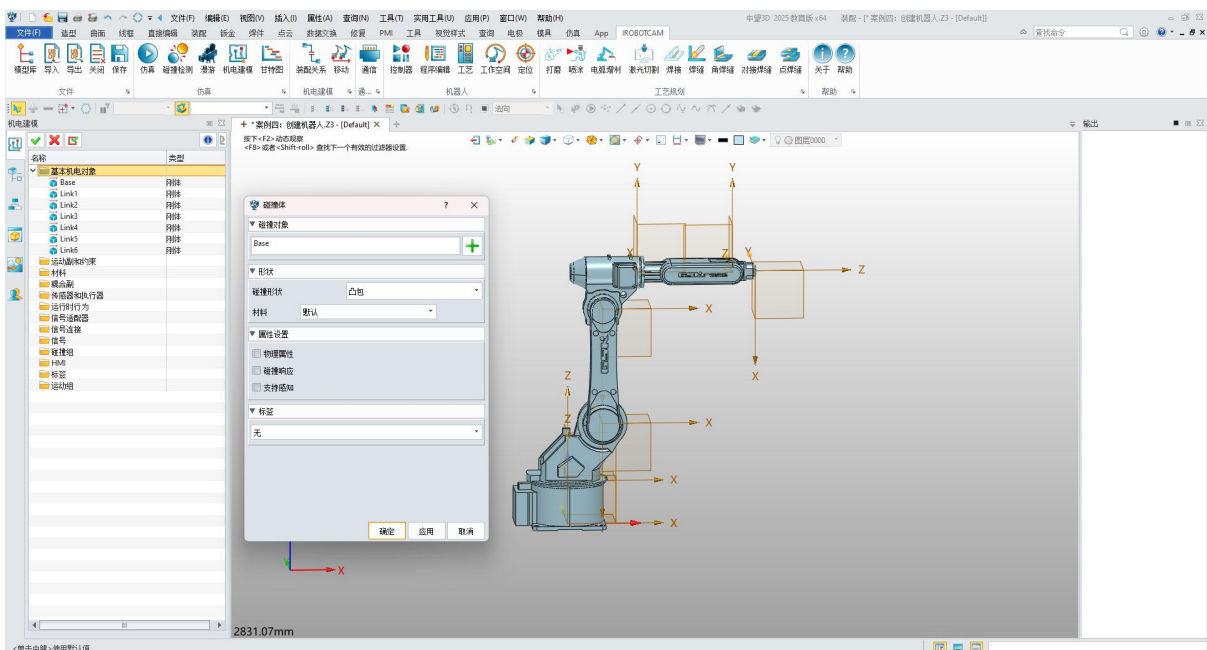 文件(F) 编辑(E) 视图(V) 插入(I) 属性(A) 查询(N) 工具(T) 实用工具(U) 应用(P) 窗口(W) 帮助(H) 中望3D 2025 教育版 x64 装配 - [*案例四：创建机器人.Z3 - [Default]]
文件(F) 造型 曲面 线框 直接编辑 装配 钣金 焊件 点云 数据交换 修复 PMI 工具 视觉样式 查询 电极 模具 仿真 App IROBOTCAM 查找命令
模型库 导入 导出 关闭 保存 仿真 碰撞检测 漫游 机电建模 甘特图 装配关系 移动 通信 控制器 程序编辑 工艺 工作空间 定位 打磨 喷涂 电弧增材 激光切割 焊接 焊缝 角焊缝 对接焊缝 点焊缝 关于 帮助
文件 仿真 机电建模 通... 机器人 工艺规划 帮助
法向
机电建模
*案例四：创建机器人.Z3 - [Default]
输出
按下<F2>动态观察
<F8>或者<Shift-roll> 查找下一个有效的过滤器设置.
图层0000
名称 类型
基本机电对象
Base 刚体
Link1 刚体
Link2 刚体
Link3 刚体
Link4 刚体
Link5 刚体
Link6 刚体
运动副和约束
材料
耦合副
传感器和执行器
运行时行为
信号适配器
信号连接
信号
碰撞组
HMI
标签
运动组
碰撞体 ?
碰撞对象
Base
形状
碰撞形状 凸包
材料 默认
属性设置
物理属性
碰撞响应
支持感知
标签
无
确定 应用 取消
Y Y
X Z Y
Z
X
X
Z
Z
X
X
X
X
2831.07mm
<单击中键>使用默认值.